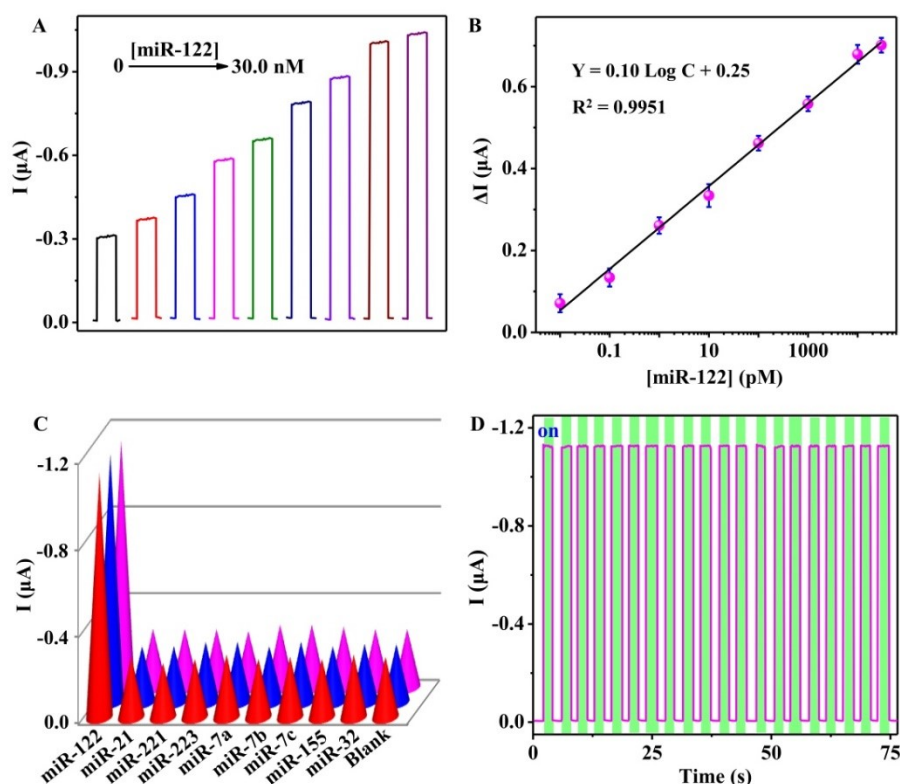 A
[miR-122]
0 30.0 nM
-0.9
-0.6
-0.3
0.0
I (μA)
B
Y = 0.10 Log C + 0.25
R² = 0.9951
0.6
0.4
0.2
0.0
ΔI (μA)
0.1 10 1000
[miR-122] (pM)
C
-1.2
-0.8
-0.4
0.0
I (μA)
miR-122
miR-21
miR-221
miR-223
miR-7a
miR-7b
miR-7c
miR-155
miR-32
Blank
D
on
-1.2
-0.8
-0.4
0.0
I (μA)
0 25 50 75
Time (s)